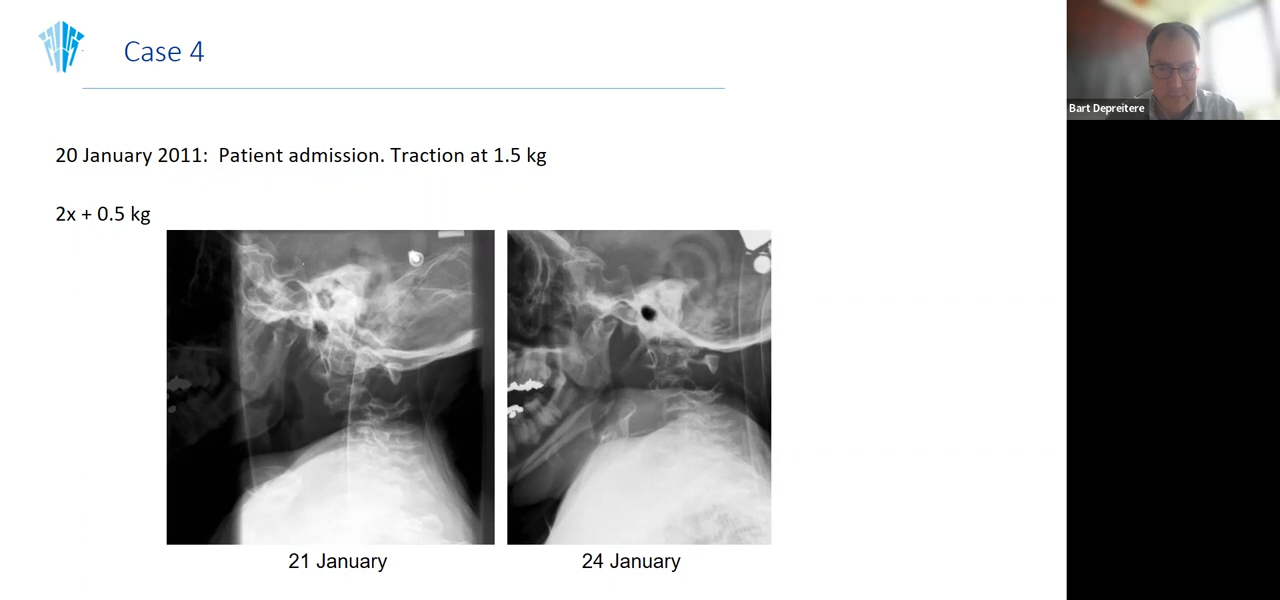 Case 4
Bart Depreitere
20 January 2011:  Patient admission. Traction at 1.5 kg
2x + 0.5 kg
21 January
24 January